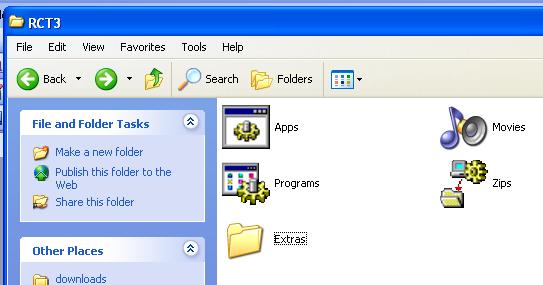 RCT3
File Edit View Favorites Tools Help
Back Search Folders
File and Folder Tasks
Make a new folder
Publish this folder to the
Web
Share this folder
Other Places
downloads
Apps Movies
Programs Zips
Extras